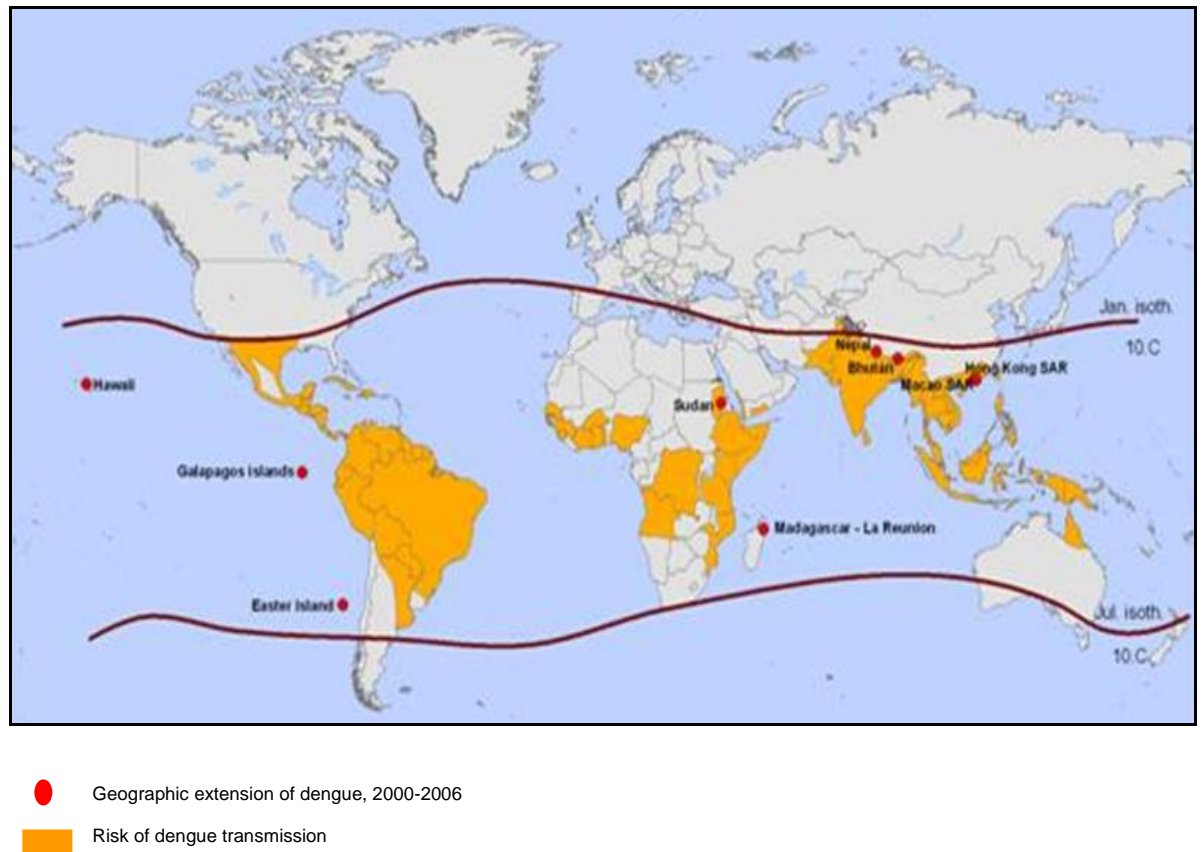 Jan. isoth.
10.C
Nepal
Bhutan
Hong Kong SAR
Macao SAR
Hawaii
Sudan
Galapagos islands
Madagascar - La Reunion
Easter Island
Jul. isoth.
10.C
Geographic extension of dengue, 2000-2006
Risk of dengue transmission